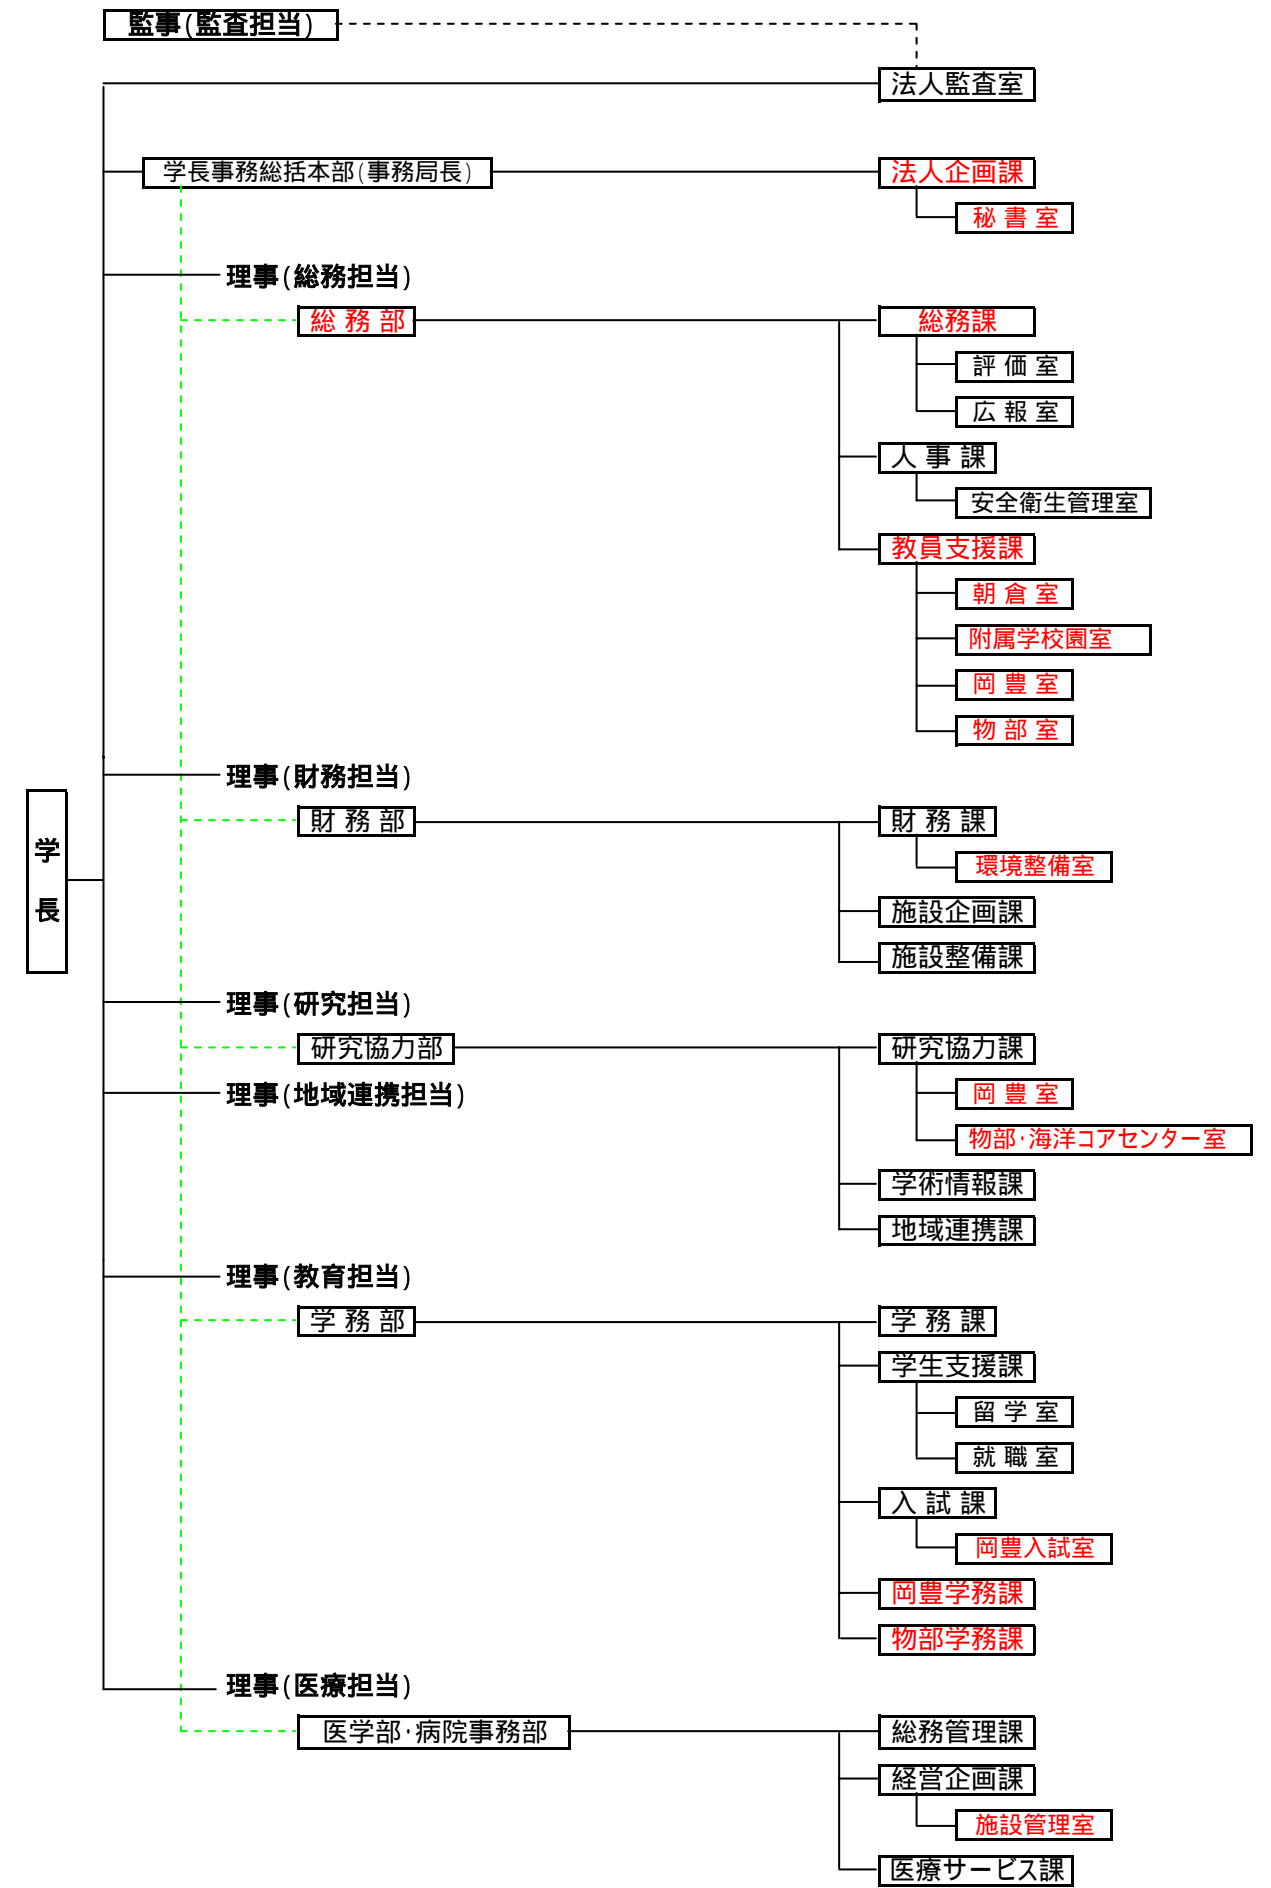 監事(監査担当)
法人監査室
学長事務総括本部(事務局長)
法人企画課
秘書室
理事(総務担当)
総務部
総務課
評価室
広報室
人事課
安全衛生管理室
教員支援課
朝倉室
附属学校園室
岡豊室
物部室
理事(財務担当)
財務部
財務課
学長
環境整備室
施設企画課
施設整備課
理事(研究担当)
研究協力部
研究協力課
理事(地域連携担当)
岡豊室
物部・海洋コアセンター室
学術情報課
地域連携課
理事(教育担当)
学務部
学務課
学生支援課
留学室
就職室
入試課
岡豊入試室
岡豊学務課
物部学務課
理事(医療担当)
医学部・病院事務部
総務管理課
経営企画課
施設管理室
医療サービス課